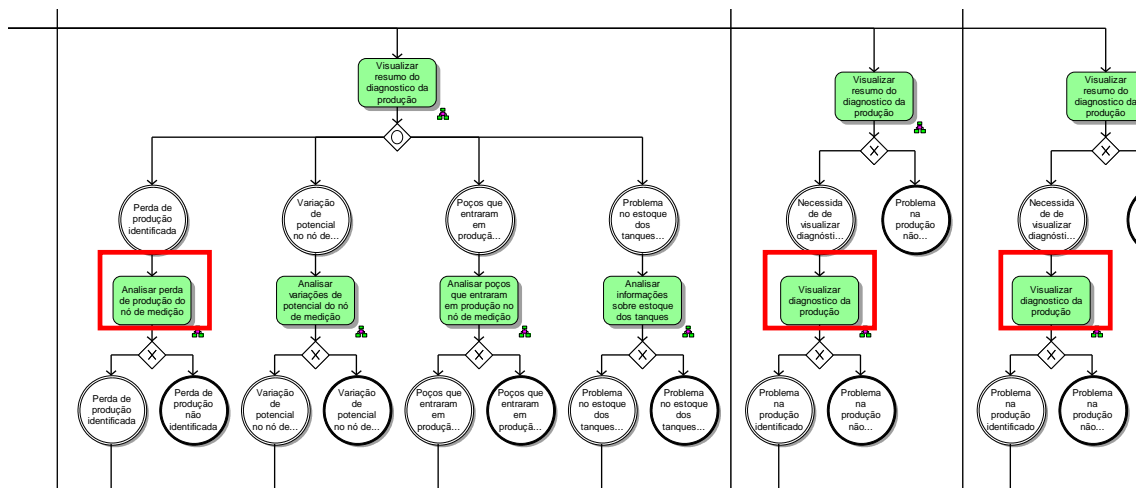 Visualizar
resumo do
diagnostico da
produção
Visualizar
resumo do
diagnostico da
produção
Visualizar
resumo do
diagnostico da
produção
Perda de
produção
identificada
Variação
de
potencial
no nó de...
Poços que
entraram
em
produçã...
Problema
no estoque
dos
tanques...
Necessida
de de
visualizar
diagnósti...
Problema
na
produção
não...
Necessida
de de
visualizar
diagnósti...
Analisar perda
de produção do
nó de medição
Analisar
variações de
potencial do nó
de medição
Analisar poços
que entraram
em produção no
nó de medição
Analisar
informações
sobre estoque
dos tanques
Visualizar
diagnostico da
produção
Visualizar
diagnostico da
produção
Perda de
produção
identificada
Perda de
produção
não
identificada
Variação
de
potencial
no nó de...
Variação
de
potencial
no nó de...
Poços que
entraram
em
produçã...
Poços que
entraram
em
produçã...
Problema
no estoque
dos
tanques...
Problema
no estoque
dos
tanques...
Problema
na
produção
identificado
Problema
na
produção
não...
Problema
na
produção
identificado
Problema
na
produção
não...